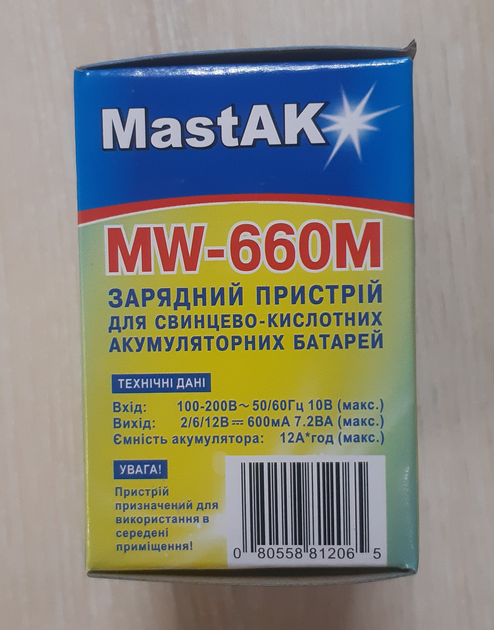 MastAK
MW-660M
ЗАРЯДНИЙ ПРИСТРІЙ
ДЛЯ СВИНЦЕВО-КИСЛОТНИХ
АКУМУЛЯТОРНИХ БАТАРЕЙ
ТЕХНІЧНІ ДАНІ
Вхід: 100-200В~ 50/60Гц 10В (макс.)
Вихід: 2/6/12В⎓ 600мА 7.2ВА (макс.)
Ємність акумулятора: 12А*год (макс.)
УВАГА!
Пристрій
призначений для
використання в
середені
приміщення!
0 80558 81206 5